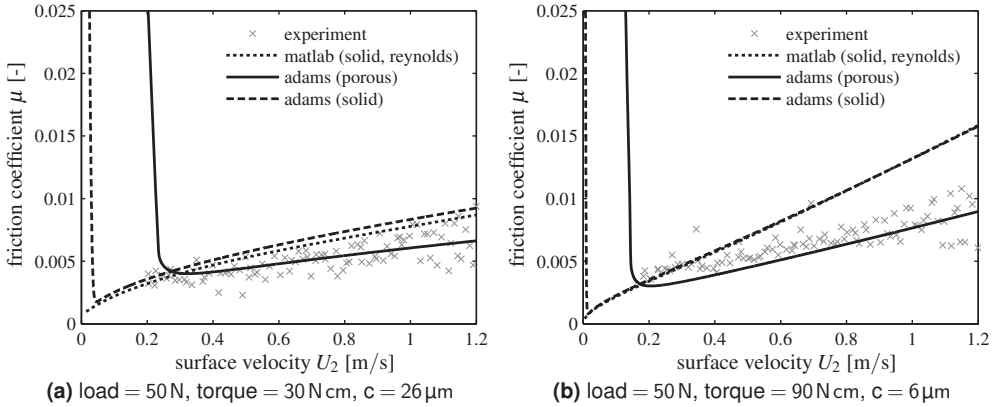 0.025
0.02
0.015
0.01
0.005
0
friction coefficient μ [-]
× experiment
matlab (solid, reynolds)
adams (porous)
adams (solid)
0 0.2 0.4 0.6 0.8 1 1.2
surface velocity U₂ [m/s]
(a) load = 50 N, torque = 30 N cm, c = 26 μm
0.025
0.02
0.015
0.01
0.005
0
friction coefficient μ [-]
× experiment
matlab (solid, reynolds)
adams (porous)
adams (solid)
0 0.2 0.4 0.6 0.8 1 1.2
surface velocity U₂ [m/s]
(b) load = 50 N, torque = 90 N cm, c = 6 μm